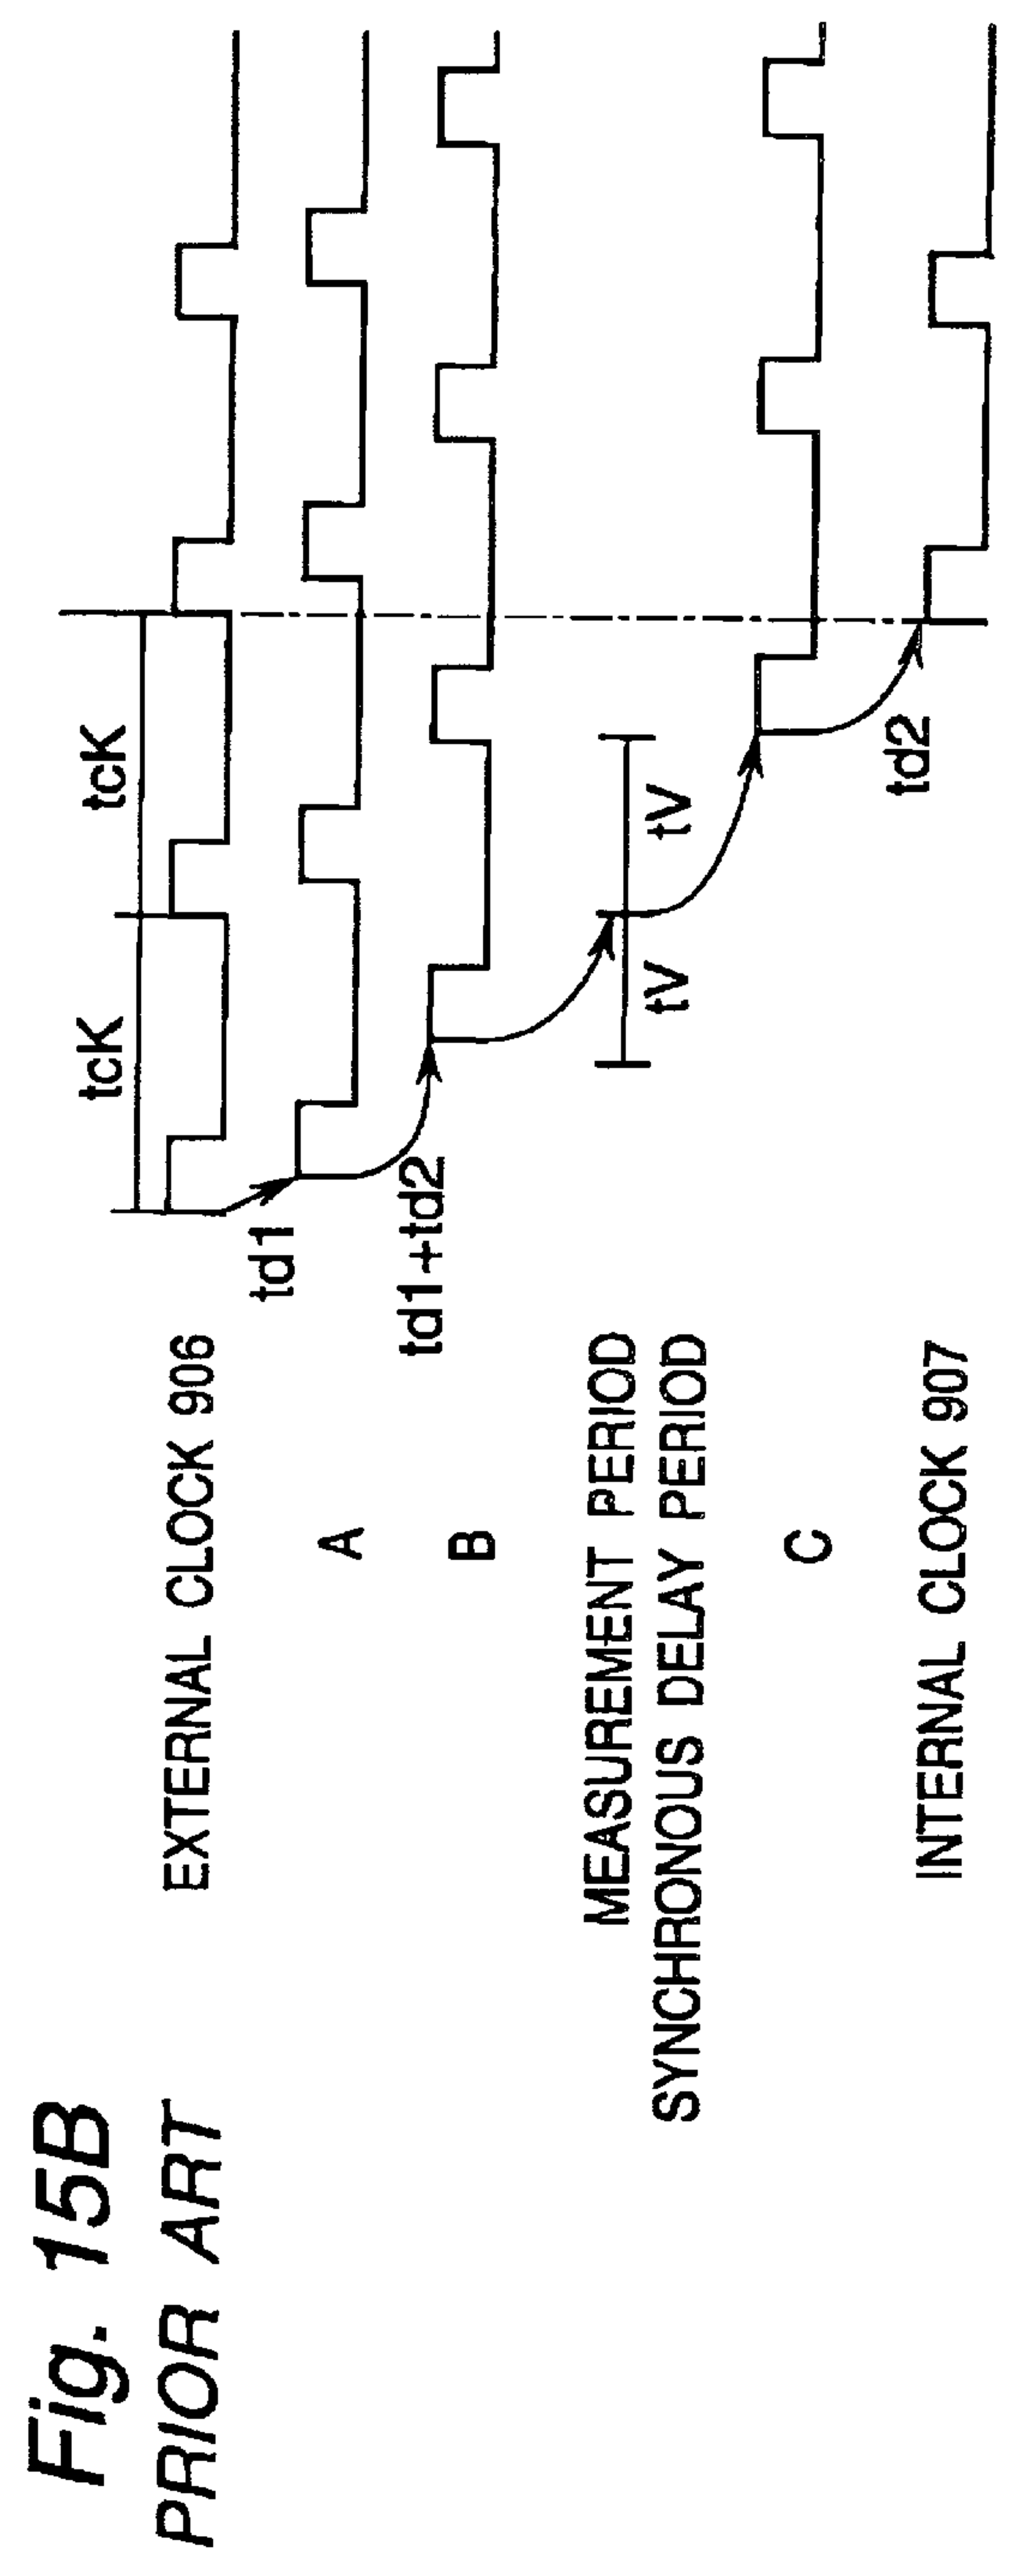 Fig. 15B
PRIOR ART
tcK tcK
EXTERNAL CLOCK 906
td1
A
td1+td2
B
MEASUREMENT PERIOD
tV tV
SYNCHRONOUS DELAY PERIOD
C
td2
INTERNAL CLOCK 907